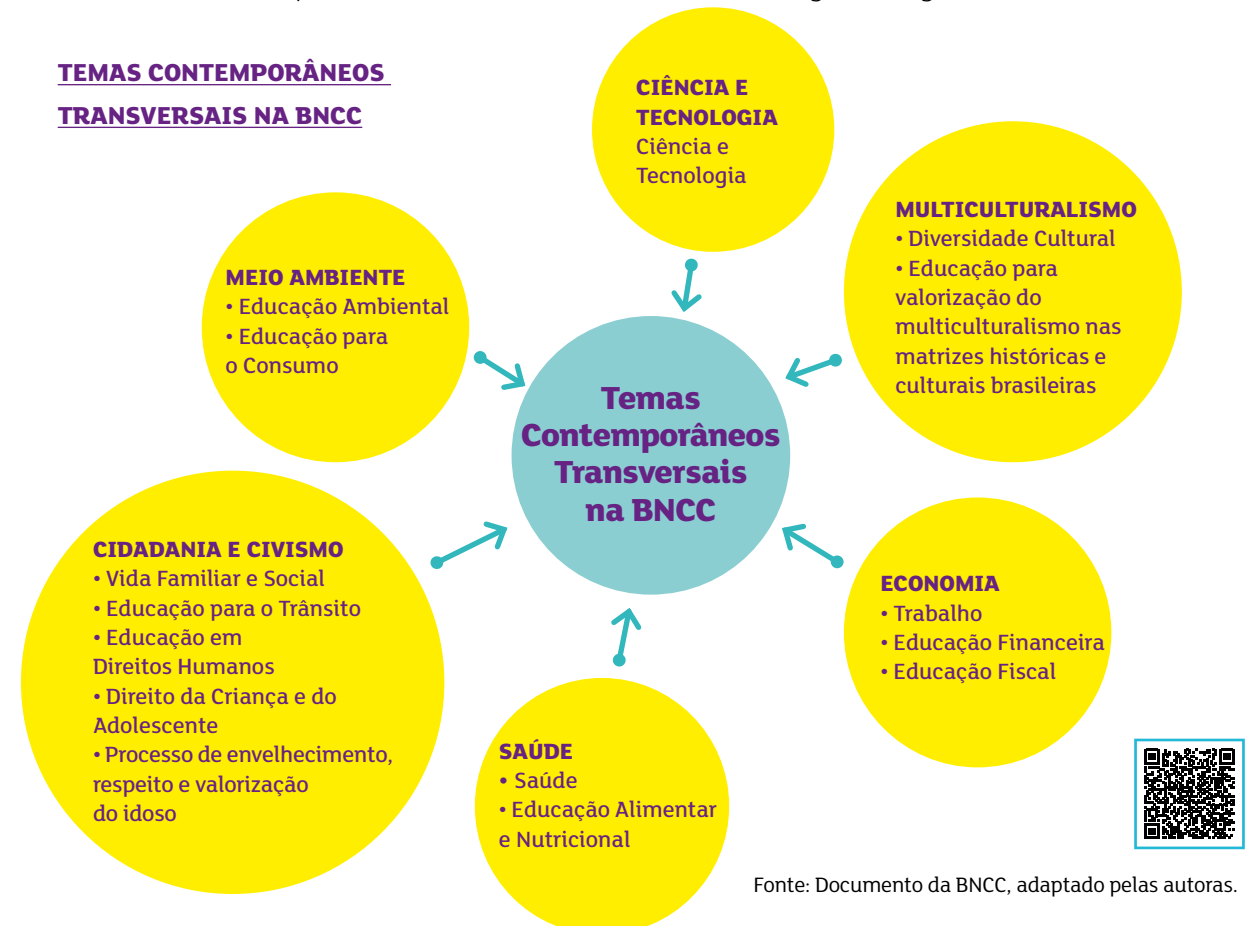 TEMAS CONTEMPORÂNEOS
TRANSVERSAIS NA BNCC
CIÊNCIA E
TECNOLOGIA
Ciência e
Tecnologia
MULTICULTURALISMO
• Diversidade Cultural
• Educação para
valorização do
multiculturalismo nas
matrizes históricas e
culturais brasileiras
MEIO AMBIENTE
• Educação Ambiental
• Educação para
o Consumo
Temas
Contemporâneos
Transversais
na BNCC
CIDADANIA E CIVISMO
• Vida Familiar e Social
• Educação para o Trânsito
• Educação em
Direitos Humanos
• Direito da Criança e do
Adolescente
• Processo de envelhecimento,
respeito e valorização
do idoso
ECONOMIA
• Trabalho
• Educação Financeira
• Educação Fiscal
SAÚDE
• Saúde
• Educação Alimentar
e Nutricional
Fonte: Documento da BNCC, adaptado pelas autoras.